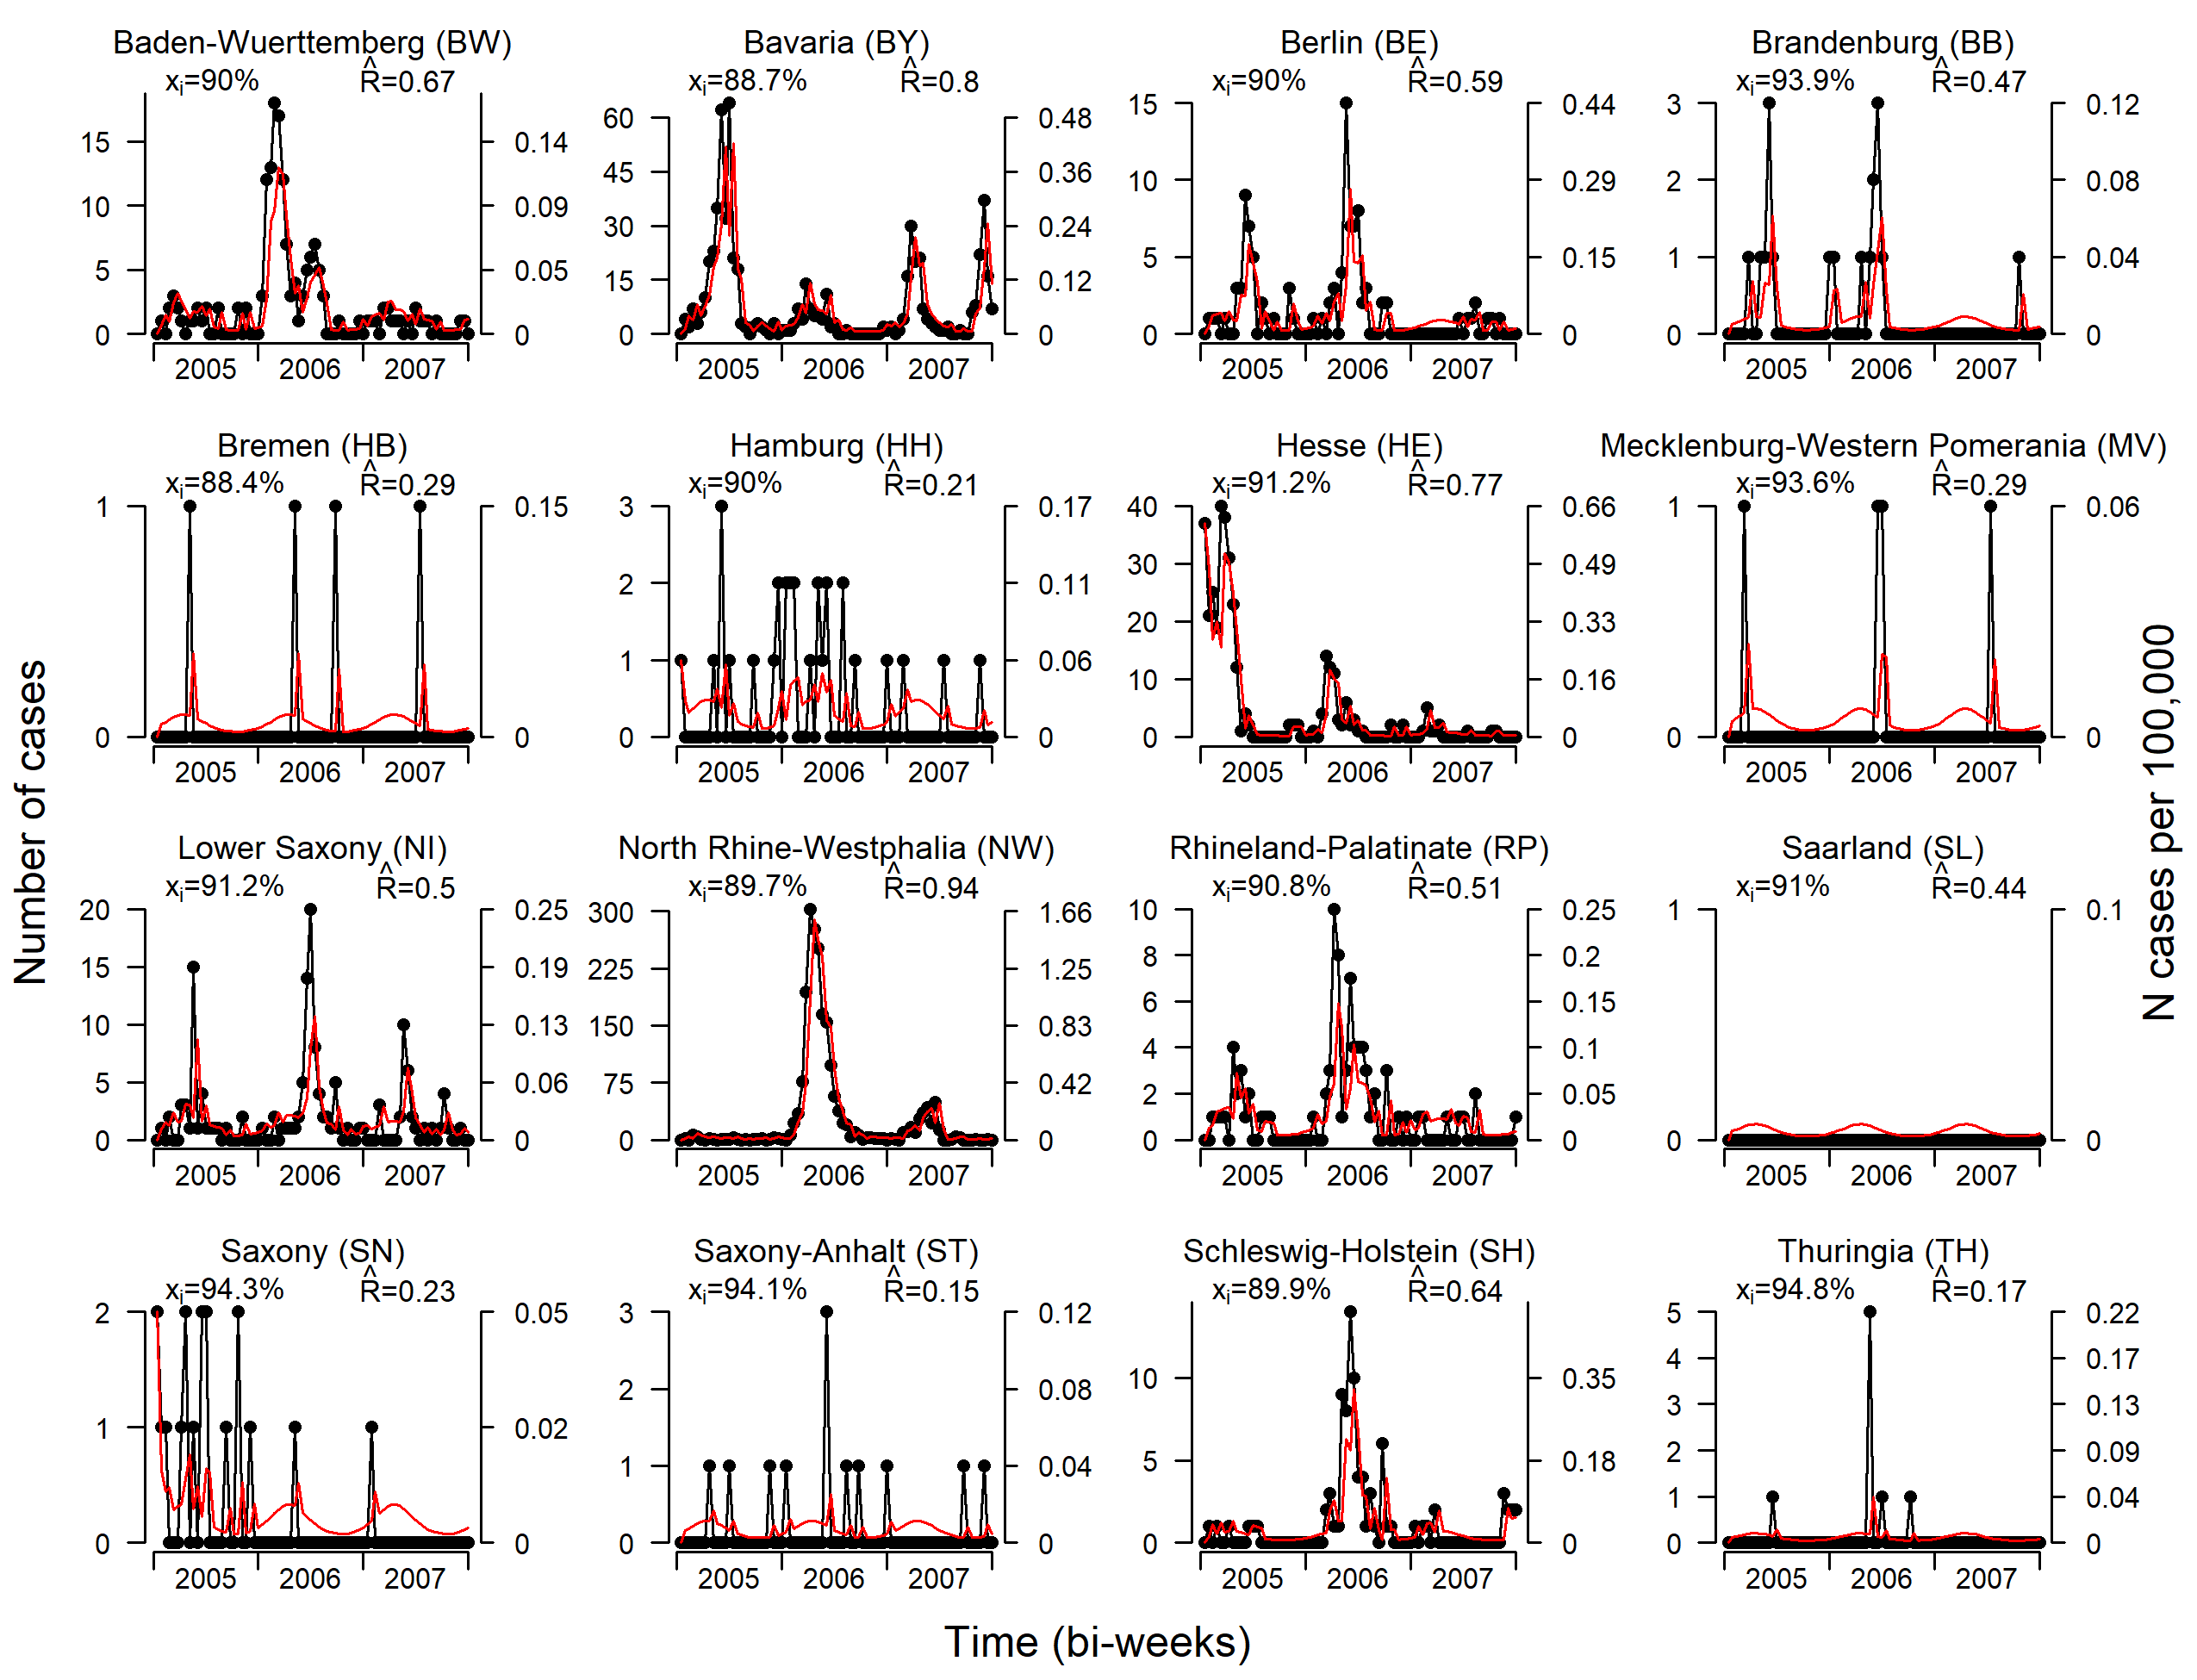 Baden-Wuerttemberg (BW)
xᵢ=90% R̂=0.67
15
10
5
0
0.14
0.09
0.05
0
2005 2006 2007
Bavaria (BY)
xᵢ=88.7% R̂=0.8
60
45
30
15
0
0.48
0.36
0.24
0.12
0
2005 2006 2007
Berlin (BE)
xᵢ=90% R̂=0.59
15
10
5
0
0.44
0.29
0.15
0
2005 2006 2007
Brandenburg (BB)
xᵢ=93.9% R̂=0.47
3
2
1
0
0.12
0.08
0.04
0
2005 2006 2007
Bremen (HB)
xᵢ=88.4% R̂=0.29
1
0
0.15
0
2005 2006 2007
Hamburg (HH)
xᵢ=90% R̂=0.21
3
2
1
0
0.17
0.11
0.06
0
2005 2006 2007
Hesse (HE)
xᵢ=91.2% R̂=0.77
40
30
20
10
0
0.66
0.49
0.33
0.16
0
2005 2006 2007
Mecklenburg-Western Pomerania (MV)
xᵢ=93.6% R̂=0.29
1
0
0.06
0
2005 2006 2007
Lower Saxony (NI)
xᵢ=91.2% R̂=0.5
20
15
10
5
0
0.25
0.19
0.13
0.06
0
2005 2006 2007
North Rhine-Westphalia (NW)
xᵢ=89.7% R̂=0.94
300
225
150
75
0
1.66
1.25
0.83
0.42
0
2005 2006 2007
Rhineland-Palatinate (RP)
xᵢ=90.8% R̂=0.51
10
8
6
4
2
0
0.25
0.2
0.15
0.1
0.05
0
2005 2006 2007
Saarland (SL)
xᵢ=91% R̂=0.44
1
0
0.1
0
2005 2006 2007
Saxony (SN)
xᵢ=94.3% R̂=0.23
2
1
0
0.05
0.02
0
2005 2006 2007
Saxony-Anhalt (ST)
xᵢ=94.1% R̂=0.15
3
2
1
0
0.12
0.08
0.04
0
2005 2006 2007
Schleswig-Holstein (SH)
xᵢ=89.9% R̂=0.64
10
5
0
0.35
0.18
0
2005 2006 2007
Thuringia (TH)
xᵢ=94.8% R̂=0.17
5
4
3
2
1
0
0.22
0.17
0.13
0.09
0.04
0
2005 2006 2007
Number of cases
N cases per 100,000
Time (bi-weeks)